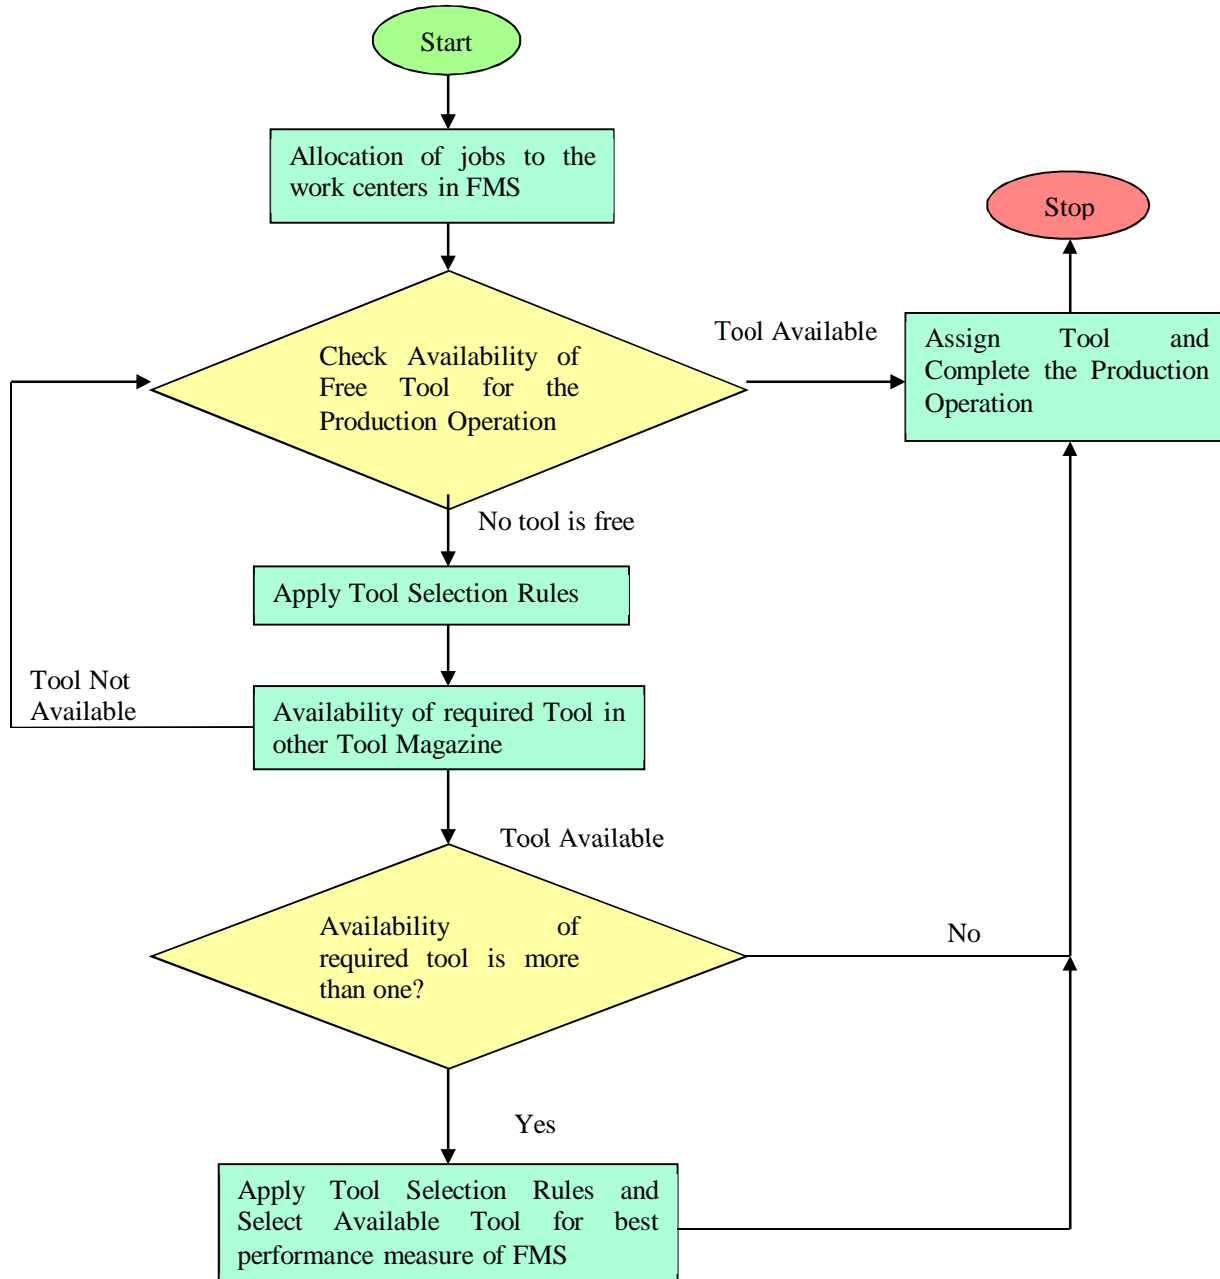 Start
Allocation of jobs to the
work centers in FMS
Stop
Tool Available
Check Availability of
Free Tool for the
Production Operation
Assign Tool and
Complete the Production
Operation
No tool is free
Apply Tool Selection Rules
Tool Not
Available
Availability of required Tool in
other Tool Magazine
Tool Available
Availability of
required tool is more
than one?
No
Yes
Apply Tool Selection Rules and
Select Available Tool for best
performance measure of FMS